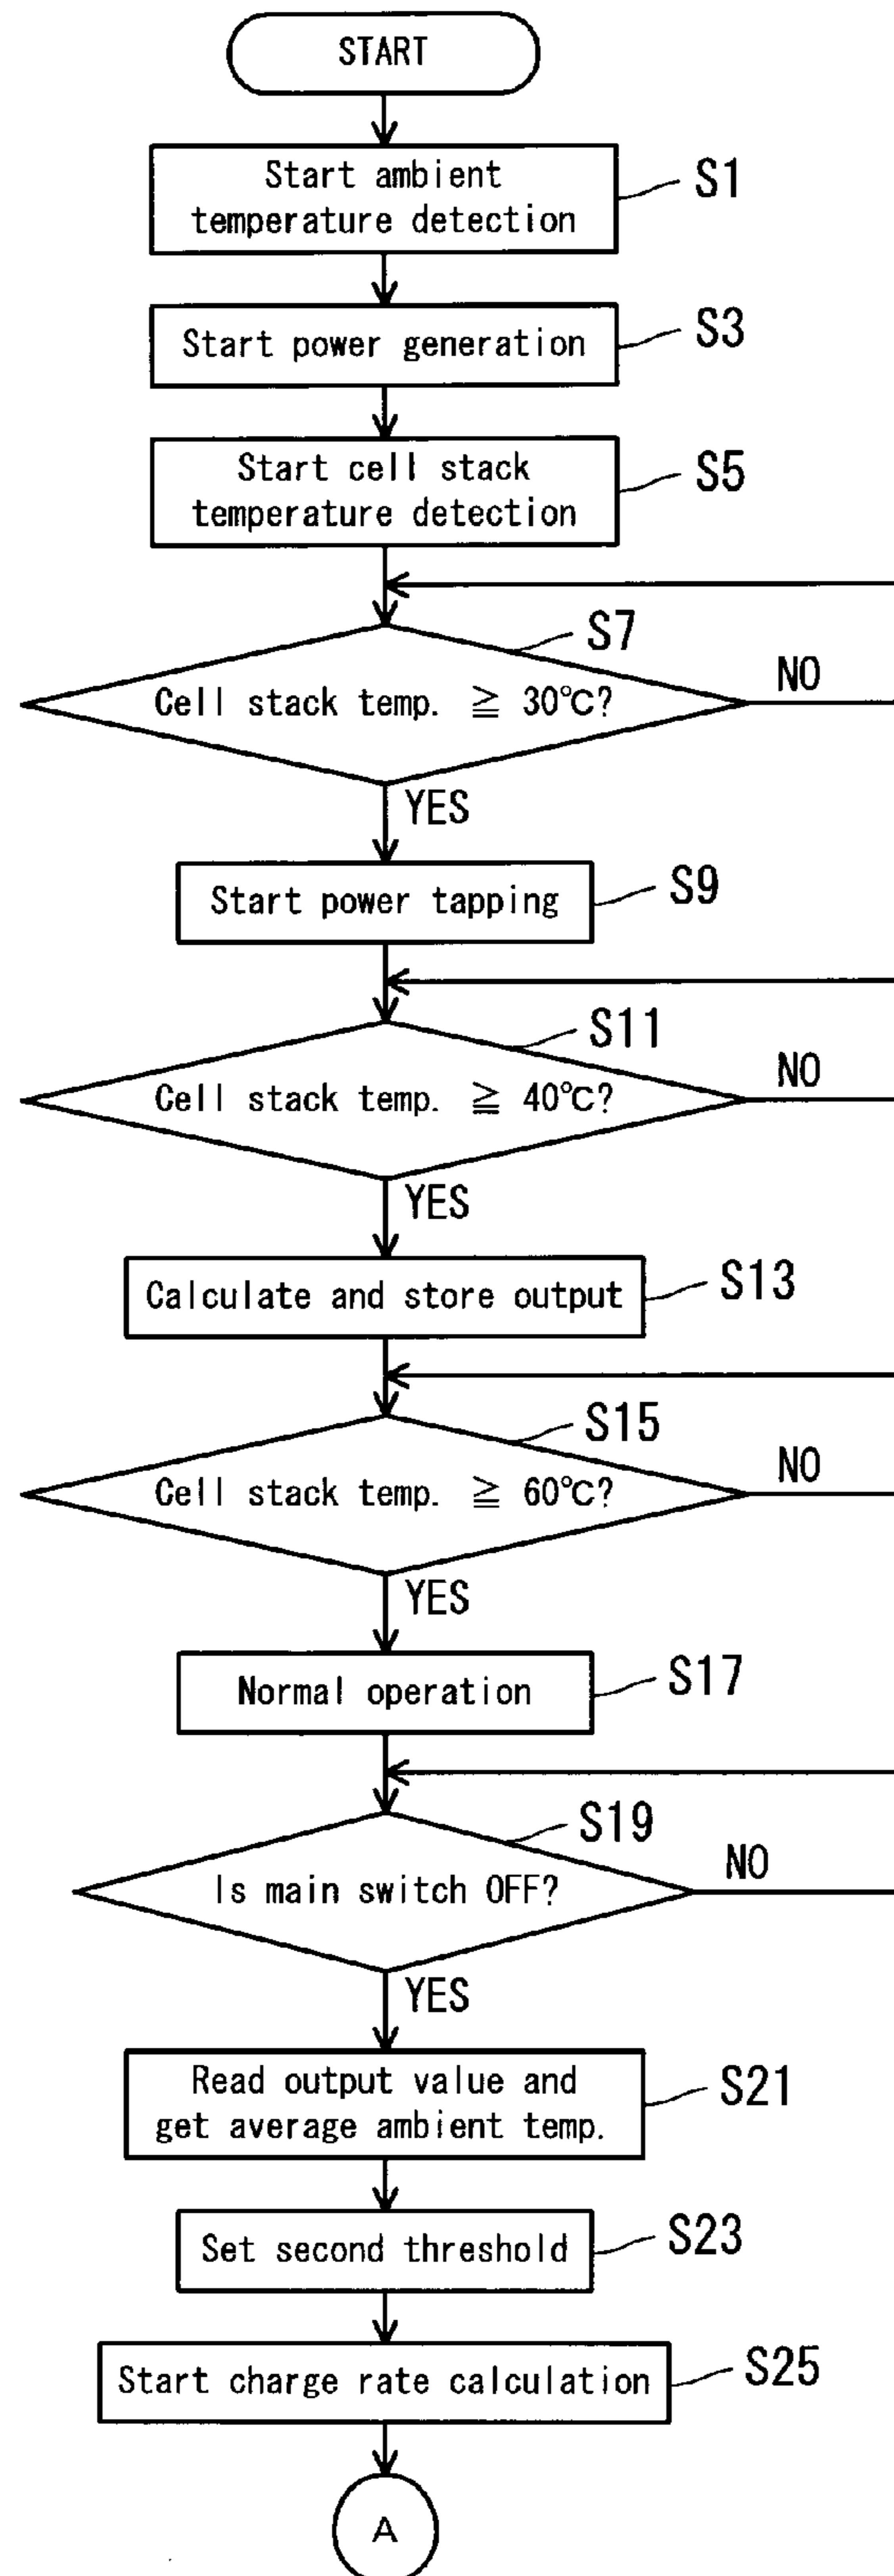 START
Start ambient
temperature detection
S1
Start power generation
S3
Start cell stack
temperature detection
S5
S7
Cell stack temp. ≧ 30℃?
NO
YES
Start power tapping
S9
S11
Cell stack temp. ≧ 40℃?
NO
YES
Calculate and store output
S13
S15
Cell stack temp. ≧ 60℃?
NO
YES
Normal operation
S17
S19
Is main switch OFF?
NO
YES
Read output value and
get average ambient temp.
S21
Set second threshold
S23
Start charge rate calculation
S25
A